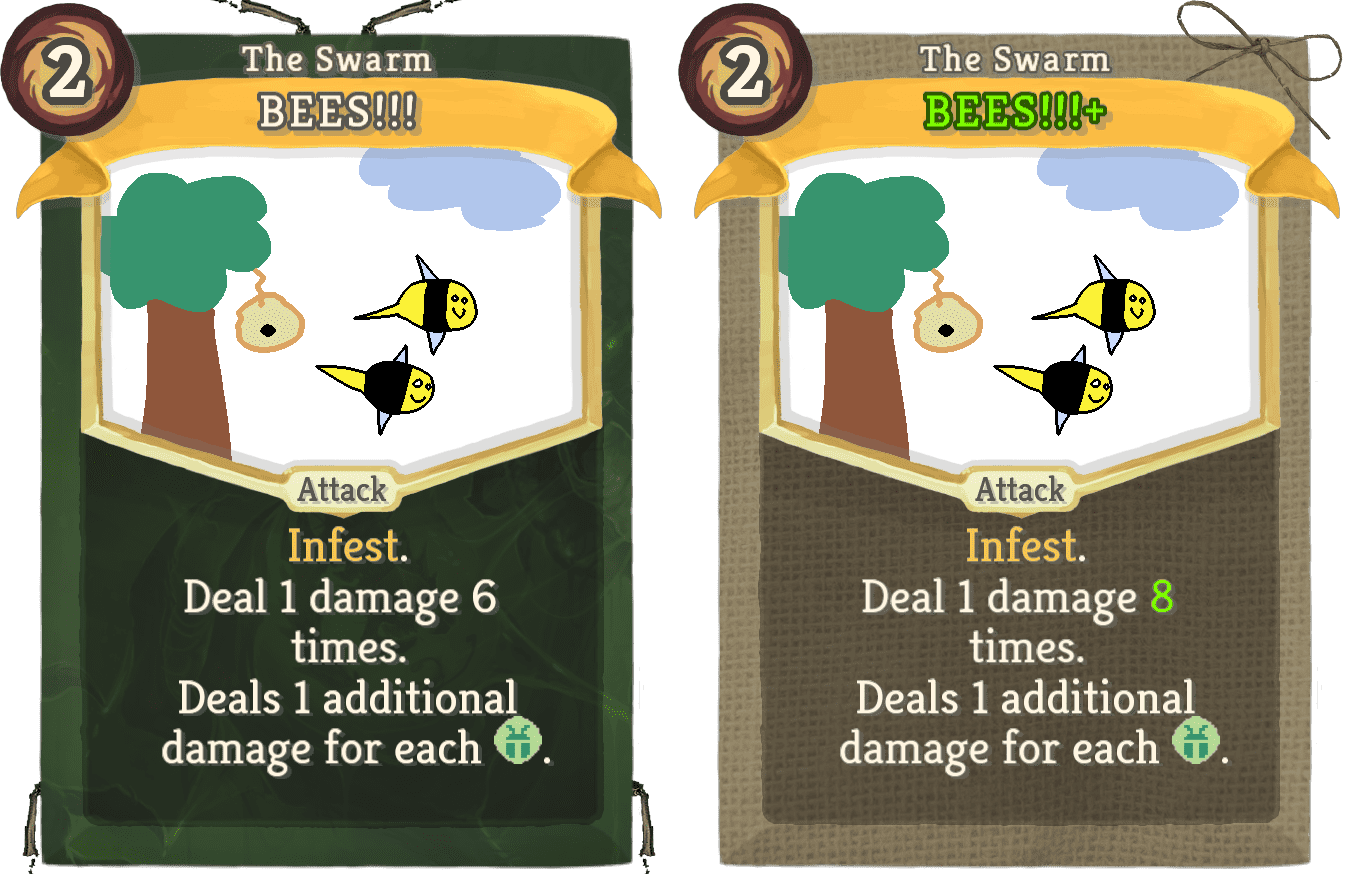 2
The Swarm
BEES!!!
Attack
Infest.
Deal 1 damage 6
times.
Deals 1 additional
damage for each .
2
The Swarm
BEES!!!+
Attack
Infest.
Deal 1 damage 8
times.
Deals 1 additional
damage for each .